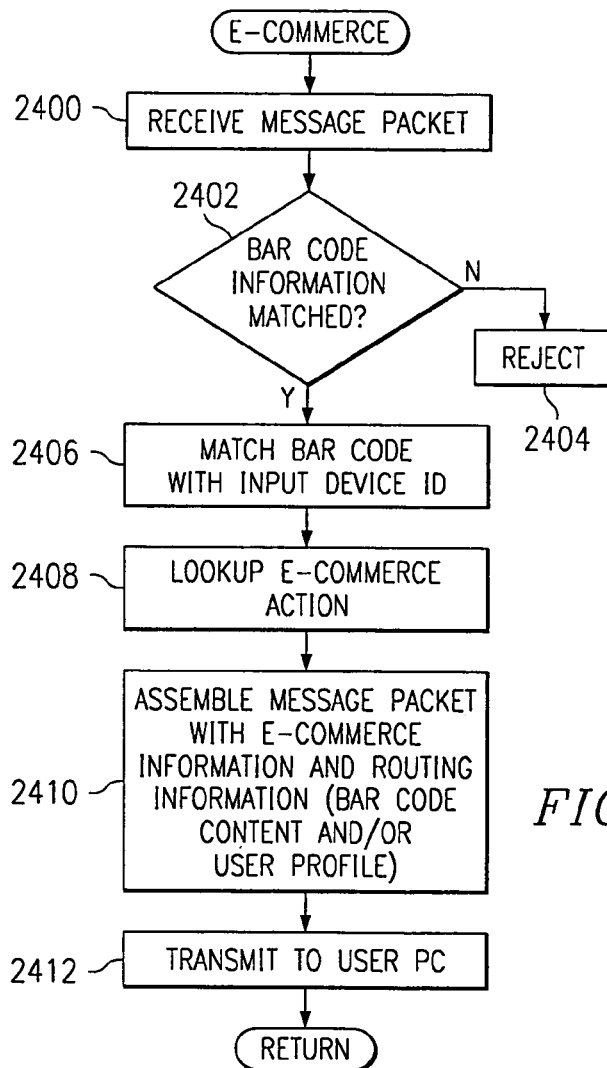 E-COMMERCE
2400
RECEIVE MESSAGE PACKET
2402
BAR CODE
INFORMATION
MATCHED?
N
REJECT
2404
Y
2406
MATCH BAR CODE
WITH INPUT DEVICE ID
2408
LOOKUP E-COMMERCE
ACTION
2410
ASSEMBLE MESSAGE PACKET
WITH E-COMMERCE
INFORMATION AND ROUTING
INFORMATION (BAR CODE
CONTENT AND/OR
USER PROFILE)
FIG
2412
TRANSMIT TO USER PC
RETURN